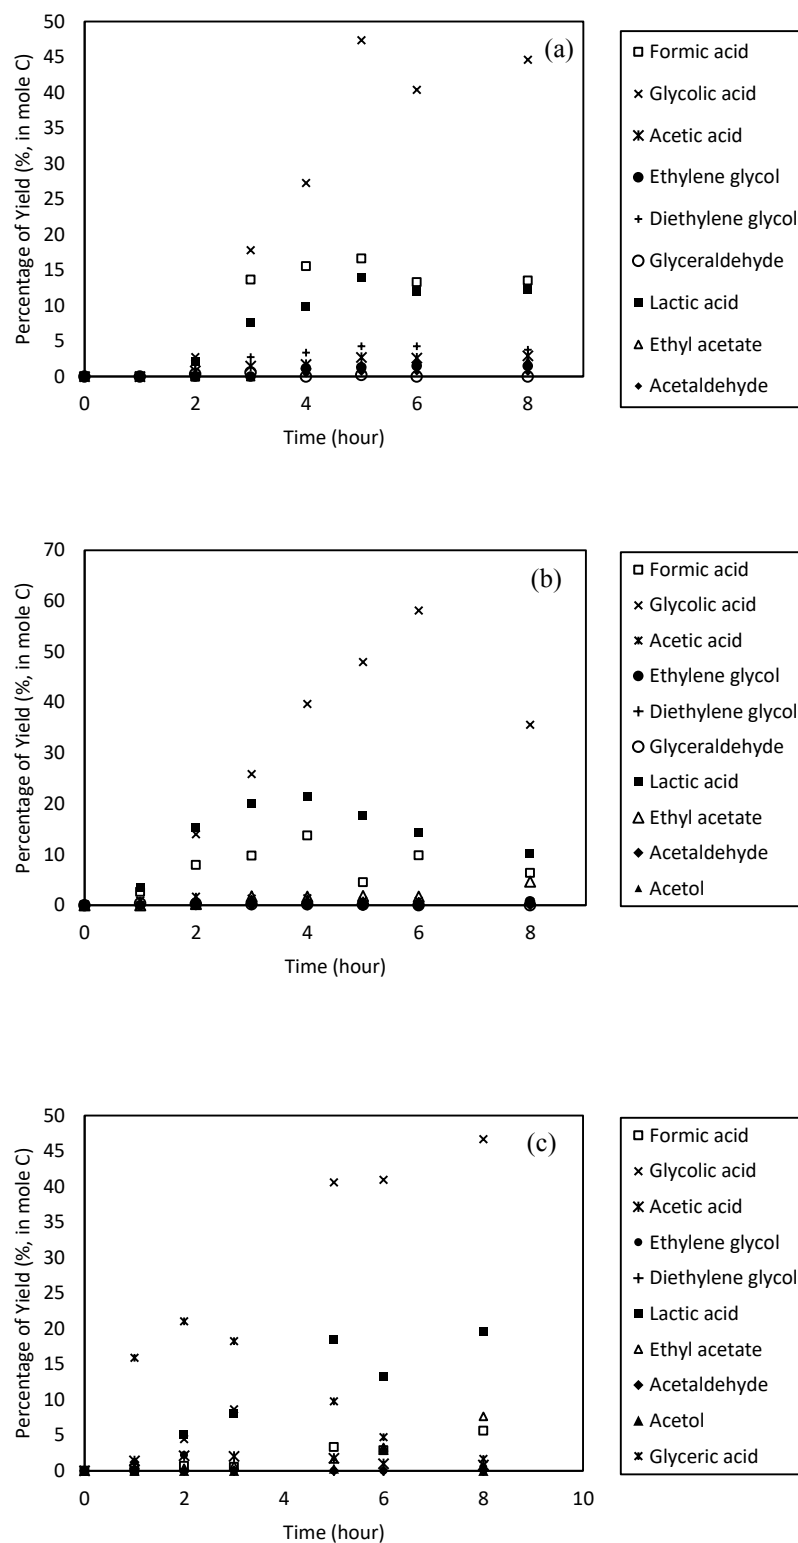 (a)
50
45
40
35
30
25
20
15
10
5
0
Percentage of Yield (%, in mole C)
0 2 4 6 8
Time (hour)
Formic acid
Glycolic acid
Acetic acid
Ethylene glycol
Diethylene glycol
Glyceraldehyde
Lactic acid
Ethyl acetate
Acetaldehyde
(b)
70
60
50
40
30
20
10
0
Percentage of Yield (%, in mole C)
0 2 4 6 8
Time (hour)
Formic acid
Glycolic acid
Acetic acid
Ethylene glycol
Diethylene glycol
Glyceraldehyde
Lactic acid
Ethyl acetate
Acetaldehyde
Acetol
(c)
50
45
40
35
30
25
20
15
10
5
0
Percentage of Yield (%, in mole C)
0 2 4 6 8 10
Time (hour)
Formic acid
Glycolic acid
Acetic acid
Ethylene glycol
Diethylene glycol
Lactic acid
Ethyl acetate
Acetaldehyde
Acetol
Glyceric acid